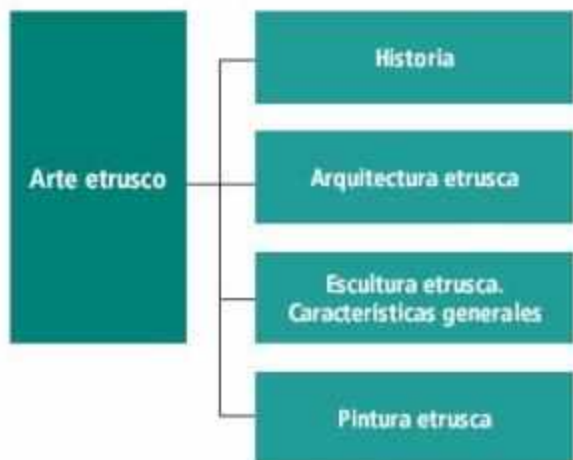 Arte etrusco
Historia
Arquitectura etrusca
Escultura etrusca.
Características generales
Pintura etrusca